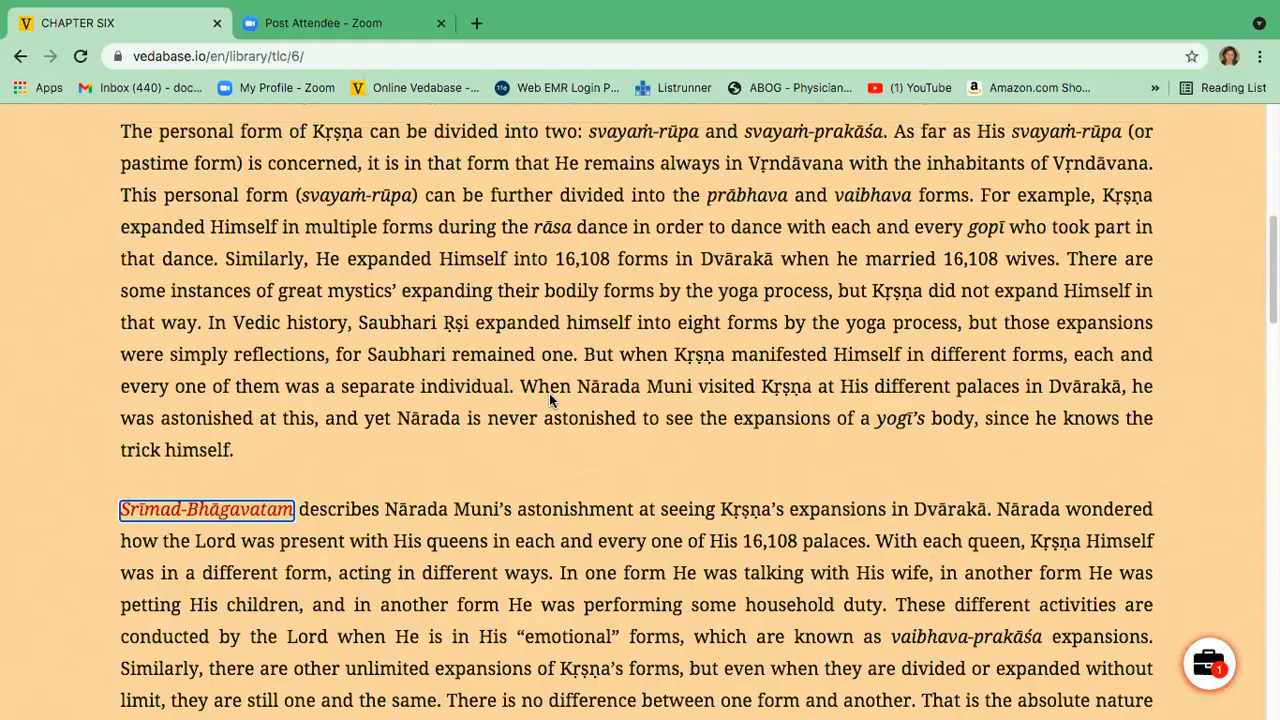 CHAPTER SIX
Post Attendee - Zoom
vedabase.io/en/library/tlc/6/
Apps
Inbox (440) - doc...
My Profile - Zoom
Online Vedabase -...
Web EMR Login P...
Listrunner
ABOG - Physician...
(1) YouTube
Amazon.com Sho...
»
Reading List
The personal form of Kṛṣṇa can be divided into two: svayaṁ-rūpa and svayaṁ-prakāśa. As far as His svayaṁ-rūpa (or
pastime form) is concerned, it is in that form that He remains always in Vṛndāvana with the inhabitants of Vṛndāvana.
This personal form (svayaṁ-rūpa) can be further divided into the prābhava and vaibhava forms. For example, Kṛṣṇa
expanded Himself in multiple forms during the rāsa dance in order to dance with each and every gopī who took part in
that dance. Similarly, He expanded Himself into 16,108 forms in Dvārakā when he married 16,108 wives. There are
some instances of great mystics’ expanding their bodily forms by the yoga process, but Kṛṣṇa did not expand Himself in
that way. In Vedic history, Saubhari Ṛṣi expanded himself into eight forms by the yoga process, but those expansions
were simply reflections, for Saubhari remained one. But when Kṛṣṇa manifested Himself in different forms, each and
every one of them was a separate individual. When Nārada Muni visited Kṛṣṇa at His different palaces in Dvārakā, he
was astonished at this, and yet Nārada is never astonished to see the expansions of a yogī’s body, since he knows the
trick himself.
Śrīmad-Bhāgavatam describes Nārada Muni’s astonishment at seeing Kṛṣṇa’s expansions in Dvārakā. Nārada wondered
how the Lord was present with His queens in each and every one of His 16,108 palaces. With each queen, Kṛṣṇa Himself
was in a different form, acting in different ways. In one form He was talking with His wife, in another form He was
petting His children, and in another form He was performing some household duty. These different activities are
conducted by the Lord when He is in His “emotional” forms, which are known as vaibhava-prakāśa expansions.
Similarly, there are other unlimited expansions of Kṛṣṇa’s forms, but even when they are divided or expanded without
limit, they are still one and the same. There is no difference between one form and another. That is the absolute nature
1